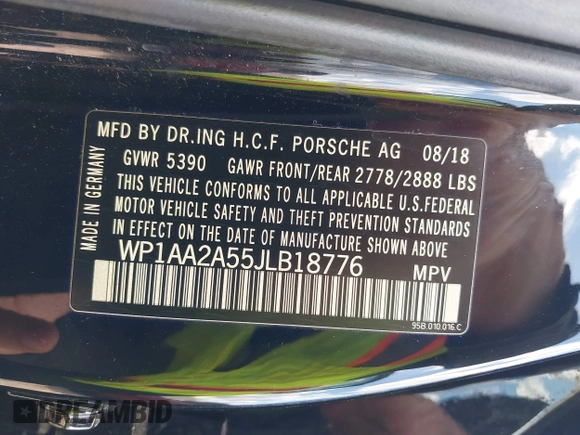 MFD BY DR.ING H.C.F. PORSCHE AG 08/18
GVWR 5390 GAWR FRONT/REAR 2778/2888 LBS
THIS VEHICLE CONFORMS TO ALL APPLICABLE U.S.FEDERAL
MOTOR VEHICLE SAFETY AND THEFT PREVENTION STANDARDS
IN EFFECT ON THE DATE OF MANUFACTURE SHOWN ABOVE.
WP1AA2A55JLB18776 MPV
MADE IN GERMANY
95B.010.016.C
DREAMBID